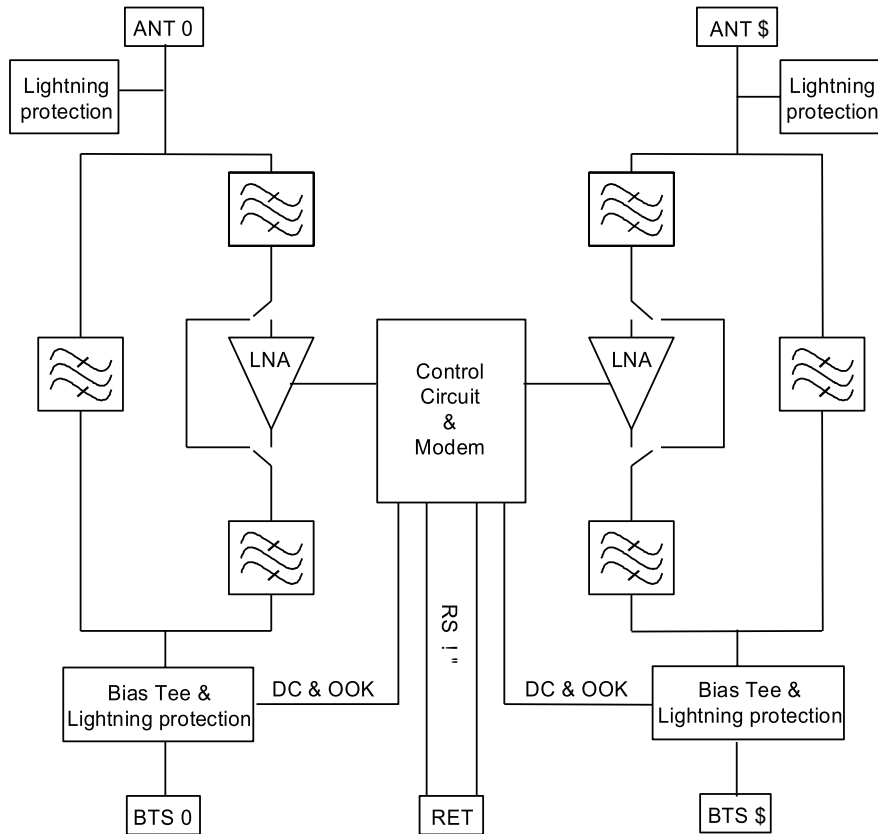 ANT 0
ANT $
Lightning
protection
Lightning
protection
LNA
Control
Circuit
&
Modem
LNA
RS !"
DC & OOK
DC & OOK
Bias Tee &
Lightning protection
Bias Tee &
Lightning protection
BTS 0
RET
BTS $